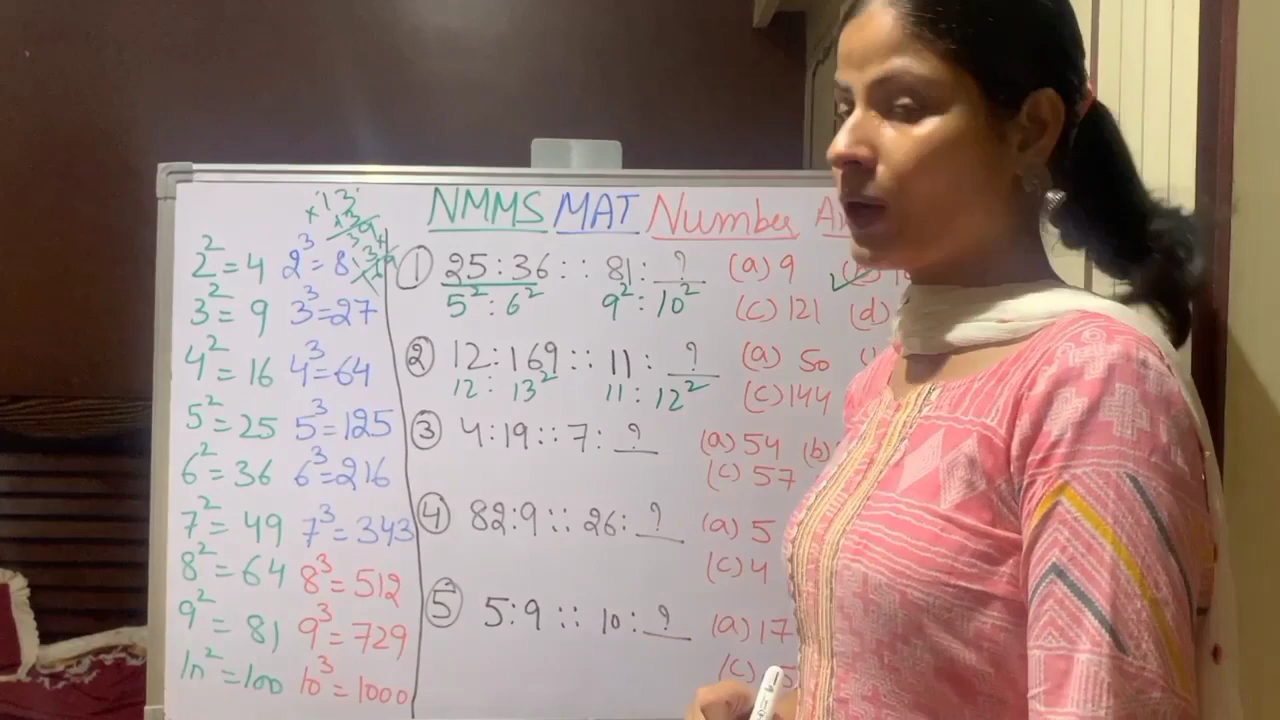 NMMS MAT Number
2² = 4
3² = 9
4² = 16
5² = 25
6² = 36
7² = 49
8² = 64
9² = 81
10² = 100
2³ = 8
3³ = 27
4³ = 64
5³ = 125
6³ = 216
7³ = 343
8³ = 512
9³ = 729
10³ = 1000
① 25 : 36 :: 81 : ? (a) 9
5² : 6² 9² : 10² (c) 121 (d)
② 12 : 169 :: 11 : ? (a) 50
12 : 13² 11 : 12² (c) 144
③ 4 : 19 :: 7 : ? (a) 54 (b)
(c) 57
④ 82 : 9 :: 26 : ? (a) 5
(c) 4
⑤ 5 : 9 :: 10 : ? (a) 17
(c)